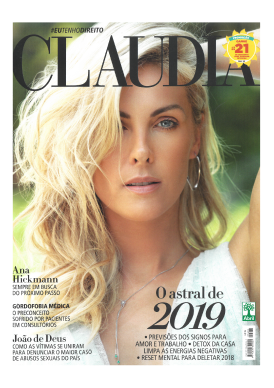 #EUTENHODIREITO
CLAUDIA
21
Ana
Hickmann
SEMPRE EM BUSCA
DO PRÓXIMO PASSO
GORDOFOBIA MÉDICA
O PRECONCEITO
SOFRIDO POR PACIENTES
EM CONSULTÓRIOS
João de Deus
COMO AS VÍTIMAS SE UNIRAM
PARA DENUNCIAR O MAIOR CASO
DE ABUSOS SEXUAIS DO PAÍS
O astral de
2019
• PREVISÕES DOS SIGNOS PARA
AMOR E TRABALHO • DETOX DA CASA
LIMPA AS ENERGIAS NEGATIVAS
• RESET MENTAL PARA DELETAR 2018
Abril